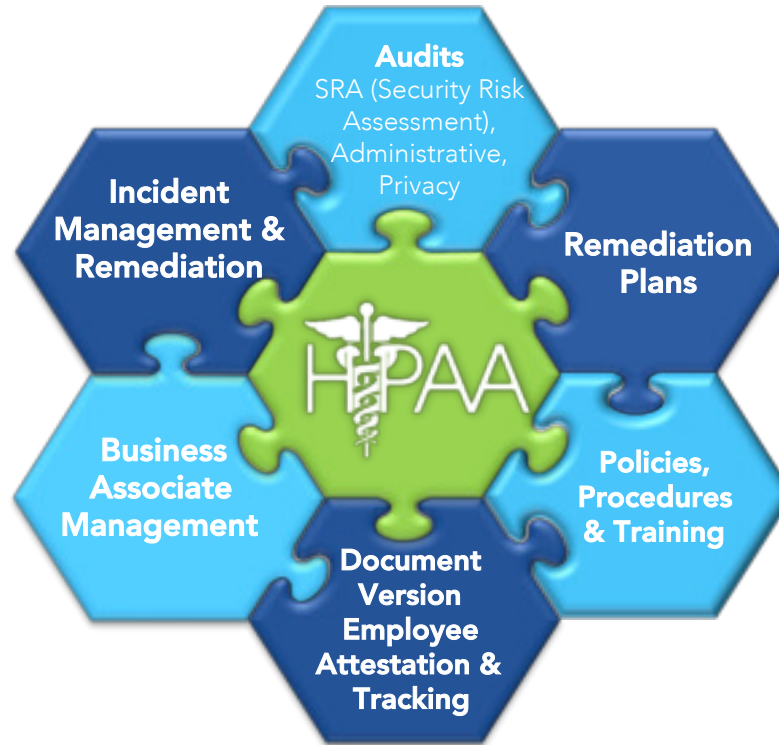 Audits
SRA (Security Risk
Assessment),
Administrative,
Privacy
Incident
Management &
Remediation
Remediation
Plans
HIPAA
Business
Associate
Management
Policies,
Procedures
& Training
Document
Version
Employee
Attestation &
Tracking